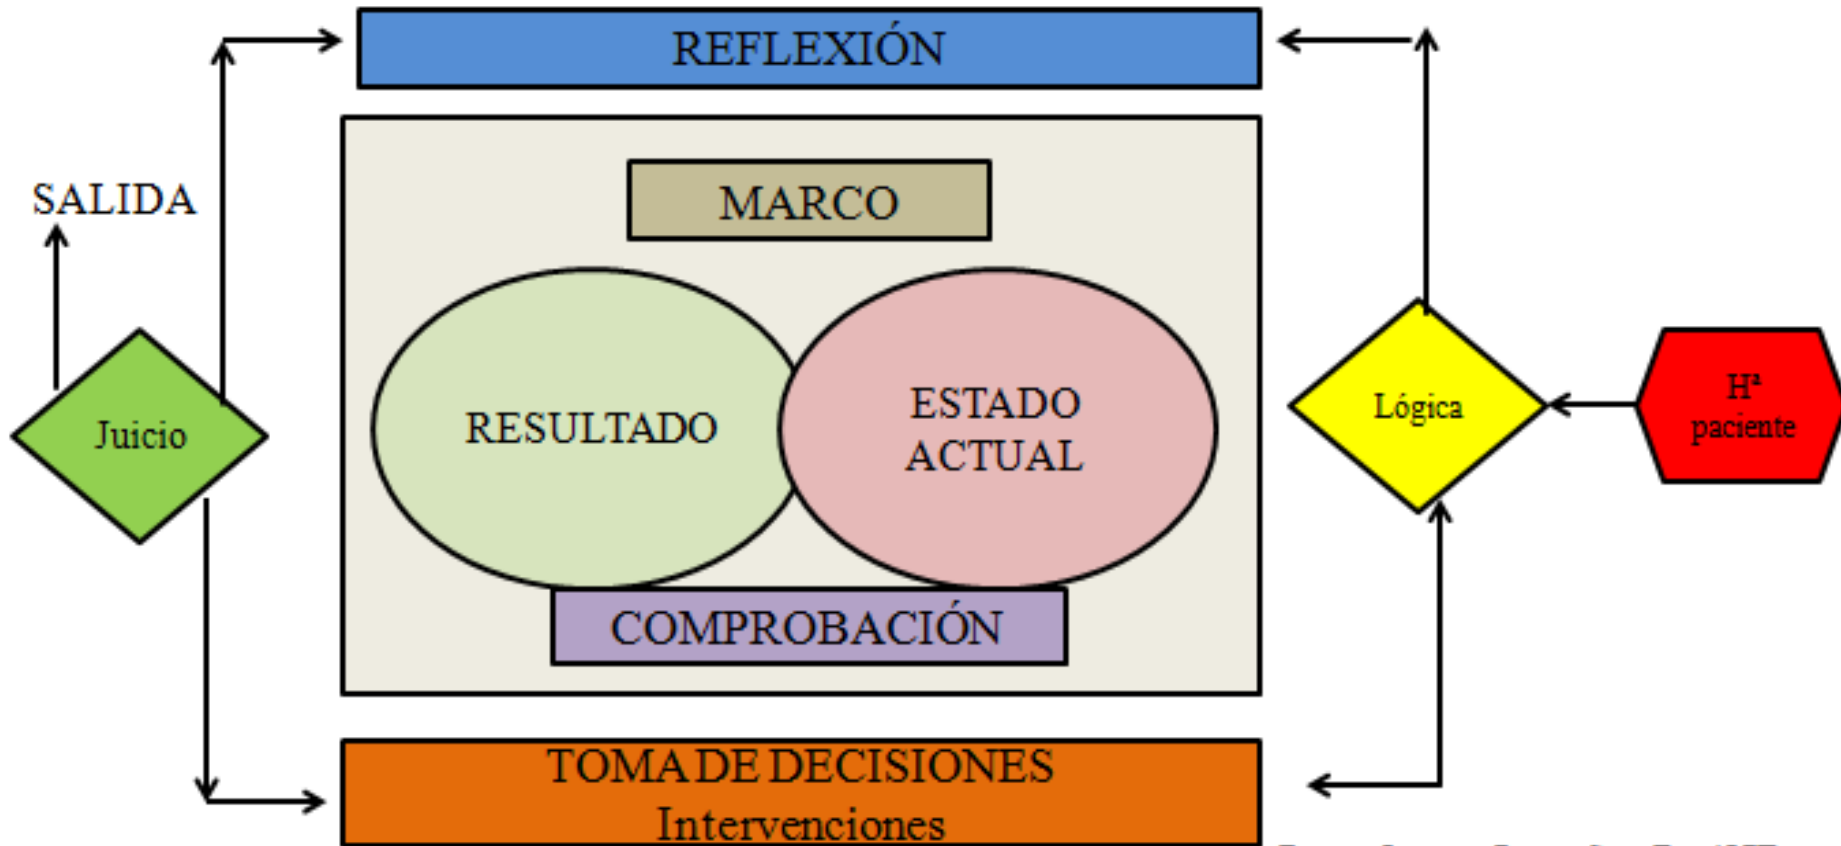 REFLEXIÓN
SALIDA
MARCO
RESULTADO
ESTADO
ACTUAL
Juicio
Lógica
Hª
paciente
COMPROBACIÓN
TOMA DE DECISIONES
Intervenciones